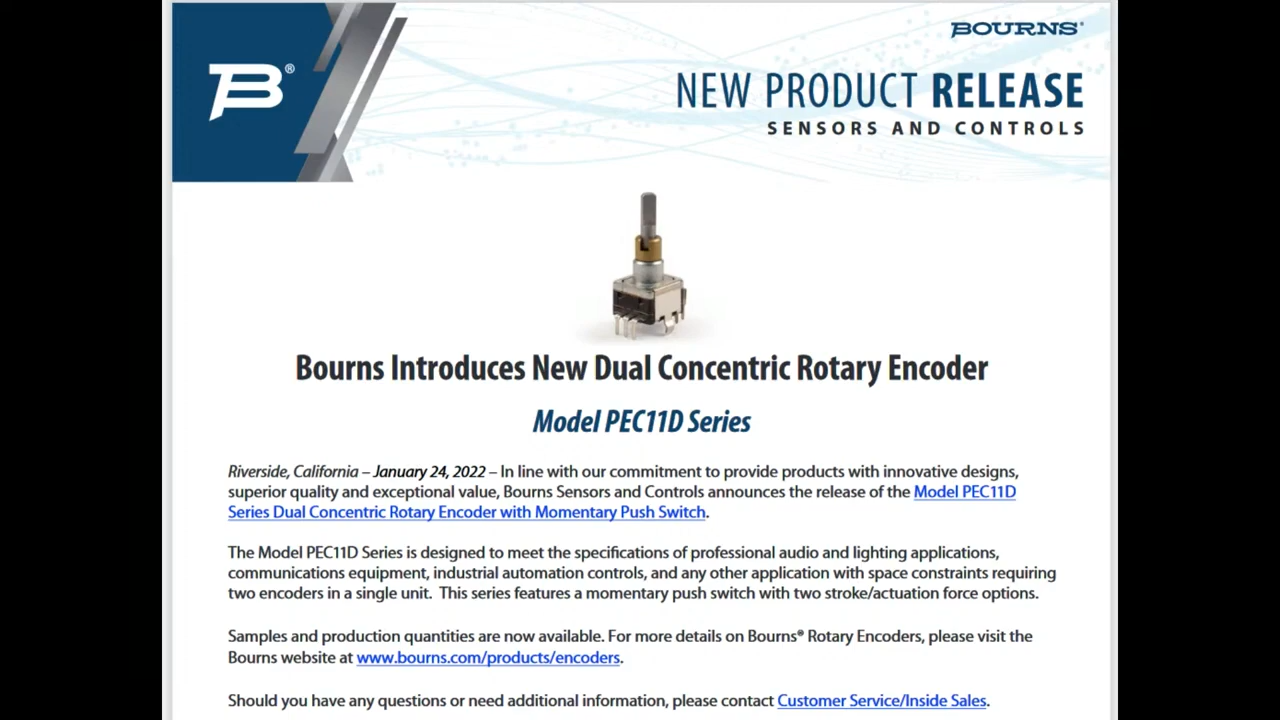 BOURNS®
B®
NEW PRODUCT RELEASE
SENSORS AND CONTROLS
Bourns Introduces New Dual Concentric Rotary Encoder
Model PEC11D Series
Riverside, California – January 24, 2022 – In line with our commitment to provide products with innovative designs,
superior quality and exceptional value, Bourns Sensors and Controls announces the release of the Model PEC11D
Series Dual Concentric Rotary Encoder with Momentary Push Switch.
The Model PEC11D Series is designed to meet the specifications of professional audio and lighting applications,
communications equipment, industrial automation controls, and any other application with space constraints requiring
two encoders in a single unit. This series features a momentary push switch with two stroke/actuation force options.
Samples and production quantities are now available. For more details on Bourns® Rotary Encoders, please visit the
Bourns website at www.bourns.com/products/encoders.
Should you have any questions or need additional information, please contact Customer Service/Inside Sales.